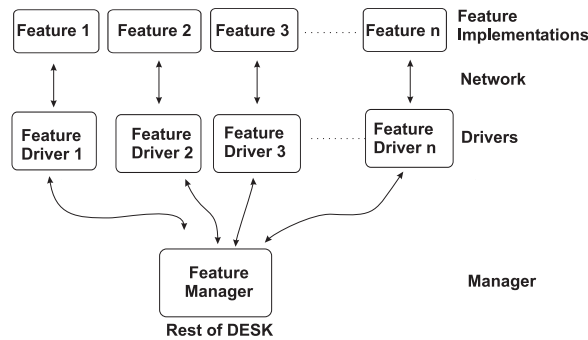 Feature 1
Feature 2
Feature 3
Feature n
Feature
Implementations
Network
Feature
Driver 1
Feature
Driver 2
Feature
Driver 3
Feature
Driver n
Drivers
Feature
Manager
Manager
Rest of DESK